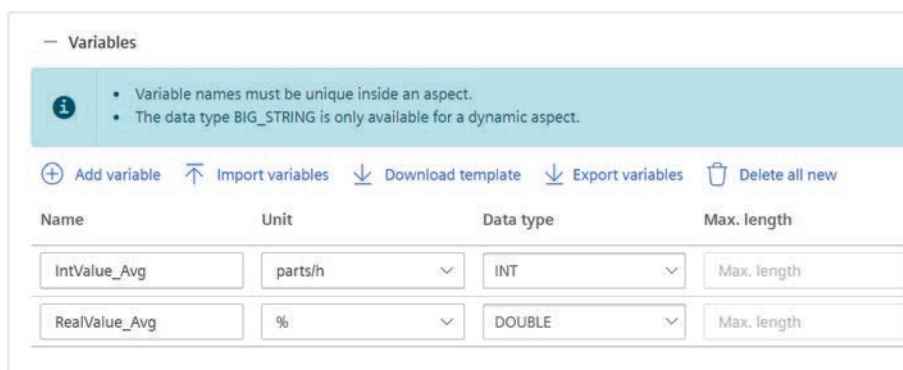 Variables
• Variable names must be unique inside an aspect.
• The data type BIG_STRING is only available for a dynamic aspect.
Add variable Import variables Download template Export variables Delete all new
Name Unit Data type Max. length
IntValue_Avg parts/h INT Max. length
RealValue_Avg % DOUBLE Max. length